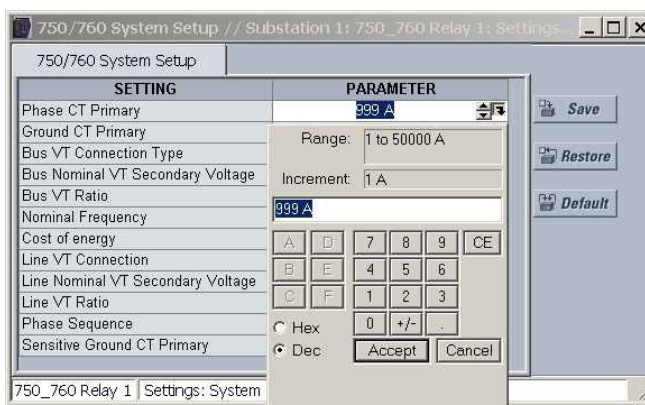 750/760 System Setup // Substation 1: 750_760 Relay 1: Settings...
750/760 System Setup
SETTING PARAMETER
Phase CT Primary 999 A
Ground CT Primary
Bus VT Connection Type
Bus Nominal VT Secondary Voltage
Bus VT Ratio
Nominal Frequency
Cost of energy
Line VT Connection
Line Nominal VT Secondary Voltage
Line VT Ratio
Phase Sequence
Sensitive Ground CT Primary
Range: 1 to 50000 A
Increment: 1 A
999 A
A D 7 8 9 CE
B E 4 5 6
C F 1 2 3
Hex 0 +/- .
Dec Accept Cancel
Save
Restore
Default
750_760 Relay 1 Settings: System